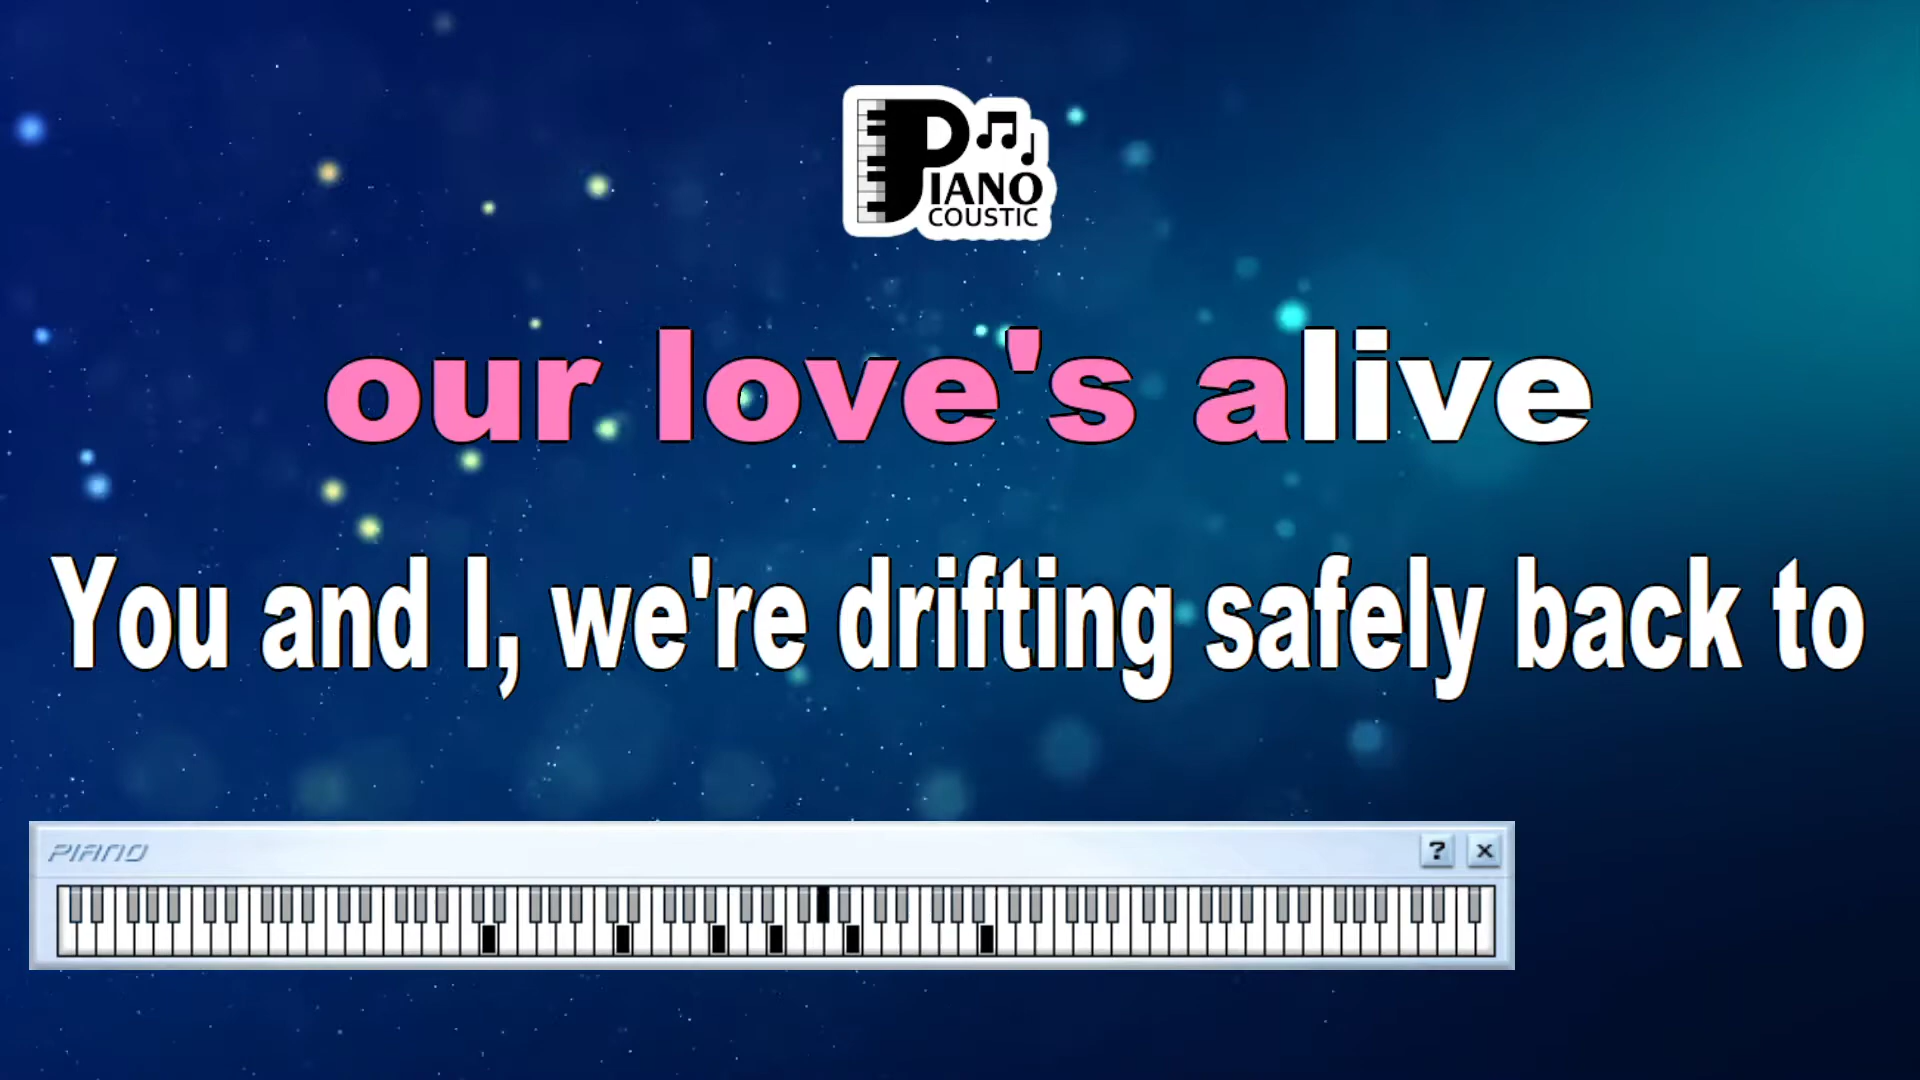 PIANO
COUSTIC
our love's alive
You and I, we're drifting safely back to
PIANO
? x